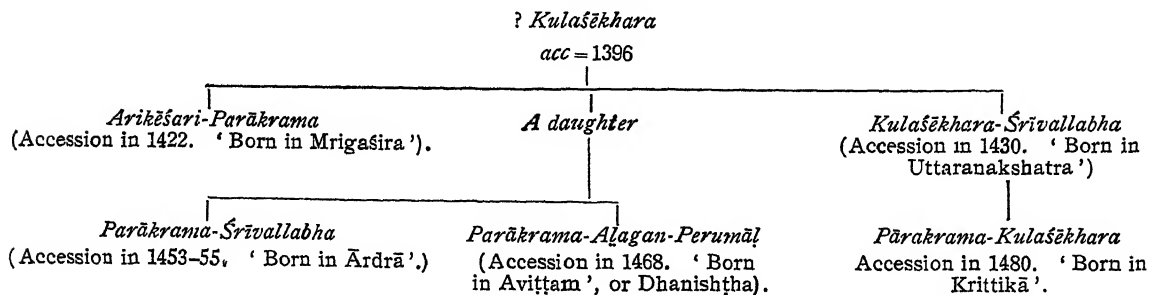 ? Kulaśēkhara
acc = 1396
Arikēśari-Parākrama
(Accession in 1422. ‘ Born in Mrigaśira ’).
A daughter
Kulaśēkhara-Śrīvallabha
(Accession in 1430. ‘ Born in
Uttaranakshatra ’)
Parākrama-Śrīvallabha
(Accession in 1453-55. ‘ Born in Ārdrā ’.)
Parākrama-Aḻagan-Perumāḷ
(Accession in 1468. ‘ Born
in Aviṭṭam ’, or Dhanishṭha).
Pārakrama-Kulaśēkhara
Accession in 1480. ‘ Born in
Krittikā ’.